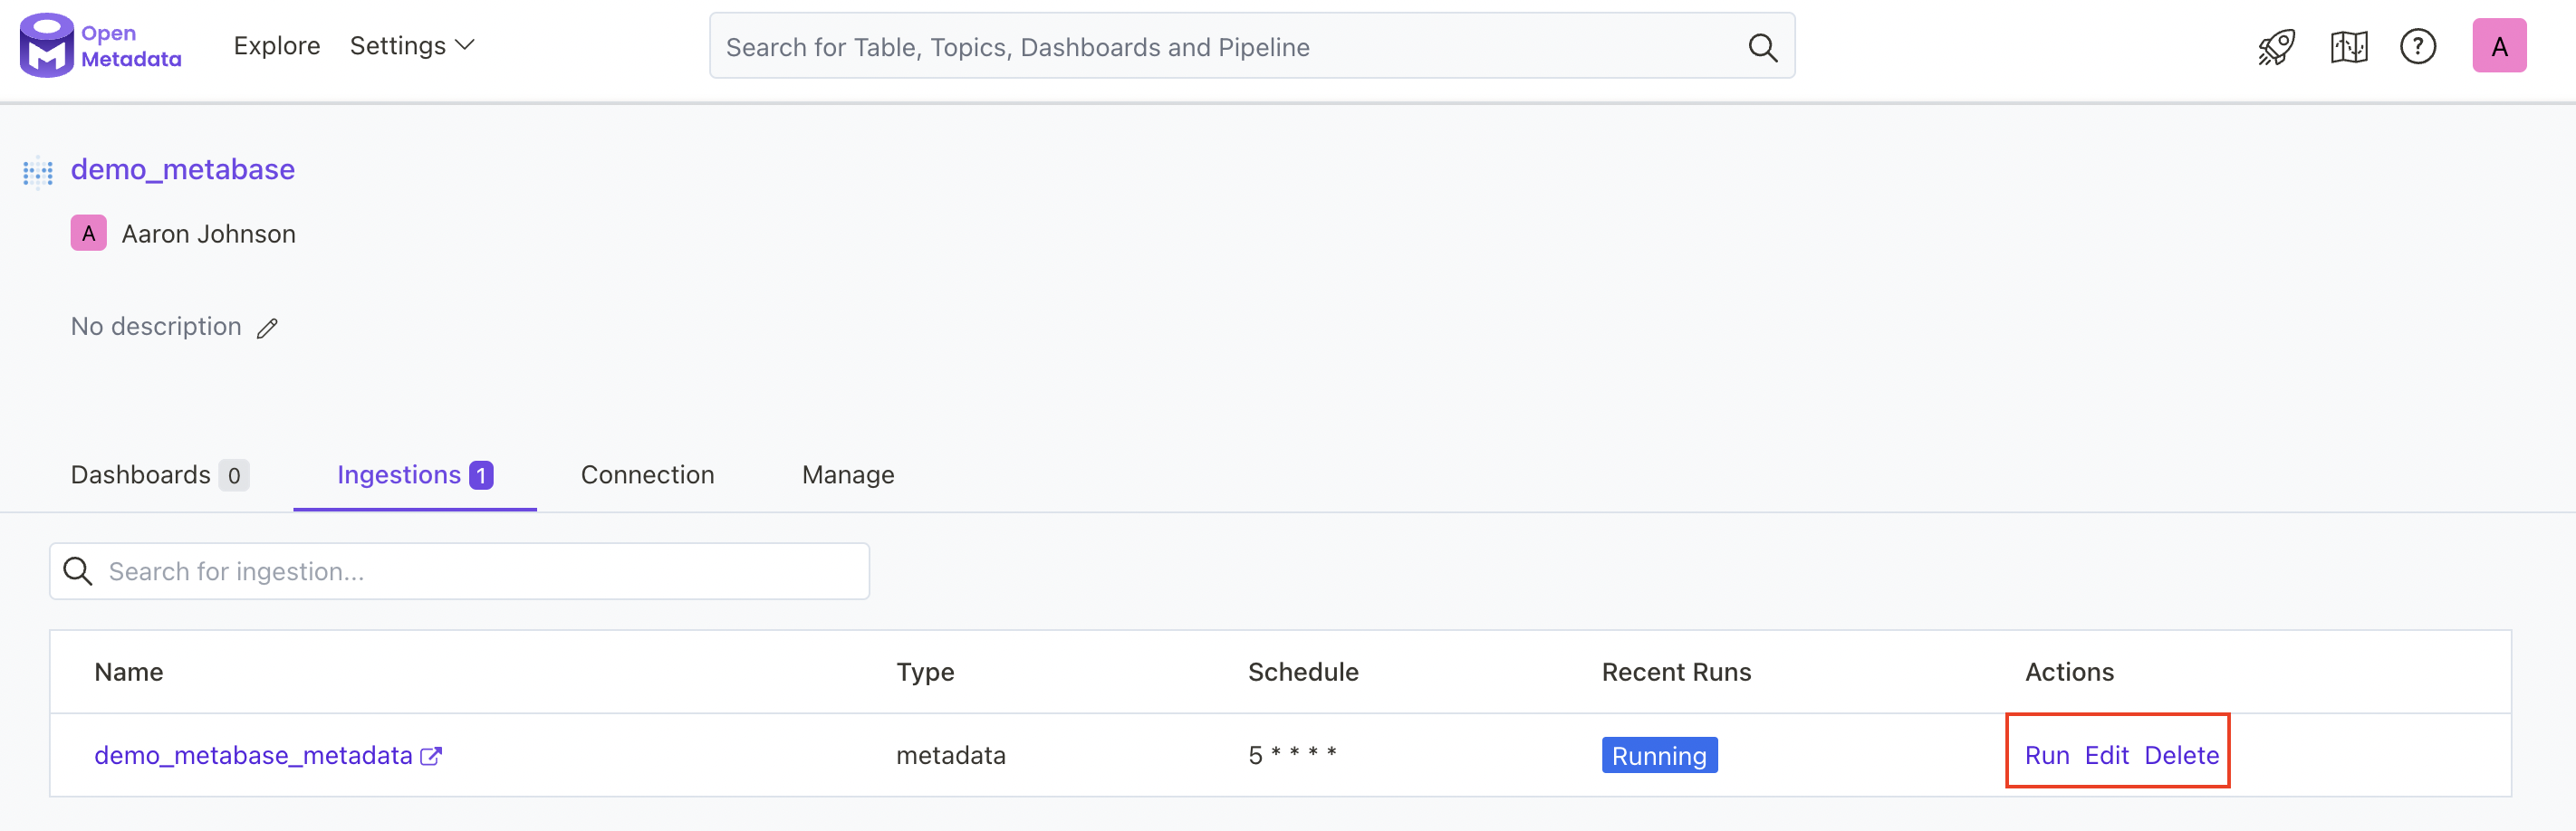 Open
Metadata
Explore Settings
Search for Table, Topics, Dashboards and Pipeline
?
A
demo_metabase
A Aaron Johnson
No description
Dashboards 0 Ingestions 1 Connection Manage
Search for ingestion...
Name Type Schedule Recent Runs Actions
demo_metabase_metadata metadata 5 * * * * Running Run Edit Delete